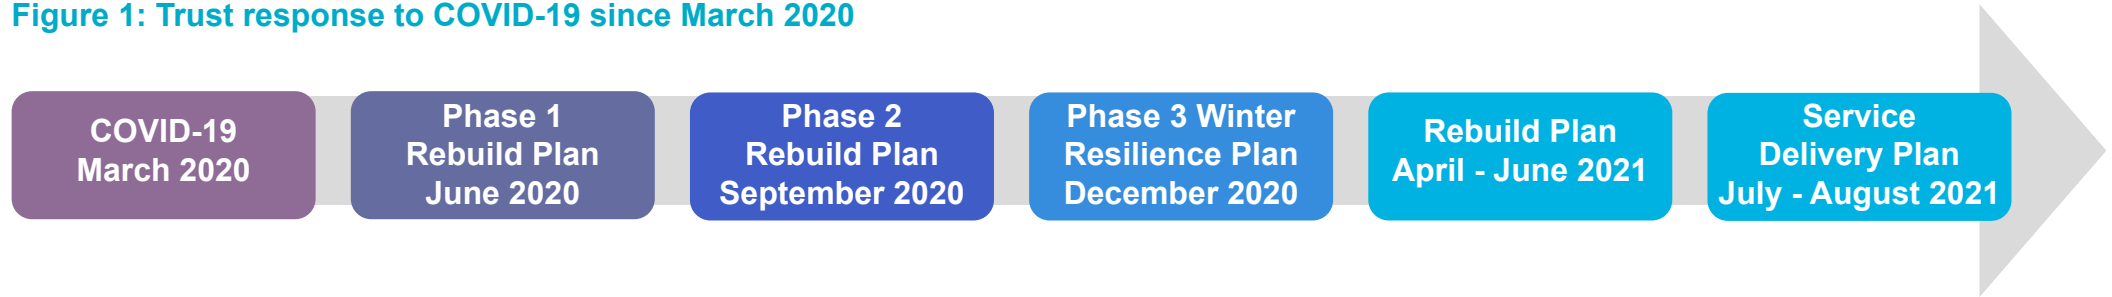 Figure 1: Trust response to COVID-19 since March 2020
COVID-19
March 2020
Phase 1
Rebuild Plan
June 2020
Phase 2
Rebuild Plan
September 2020
Phase 3 Winter
Resilience Plan
December 2020
Rebuild Plan
April - June 2021
Service
Delivery Plan
July - August 2021